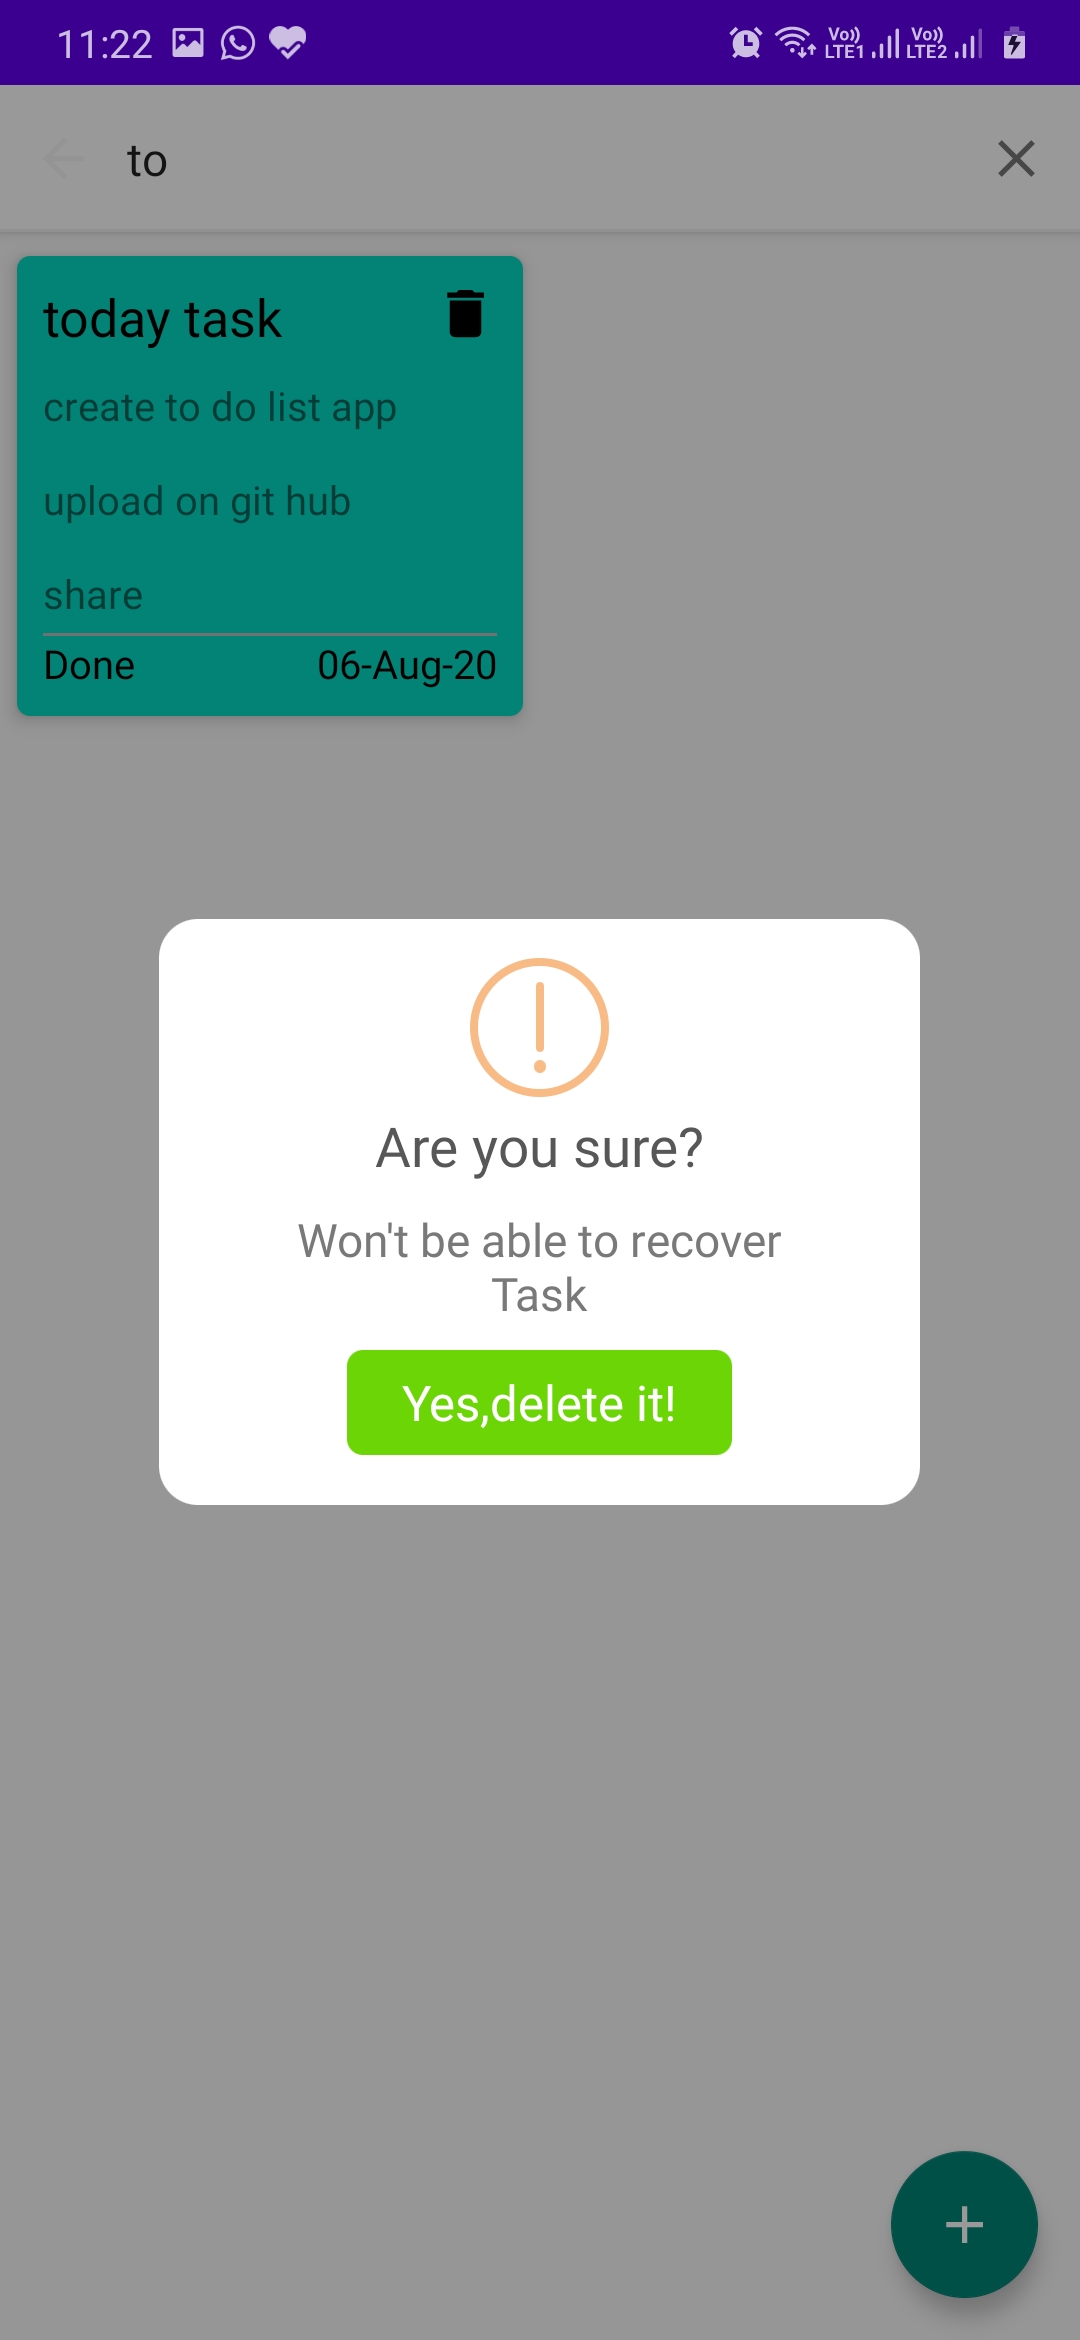 11:22 Vo)) LTE1 Vo)) LTE2
to
today task
create to do list app
upload on git hub
share
Done 06-Aug-20
Are you sure?
Won't be able to recover
Task
Yes,delete it!